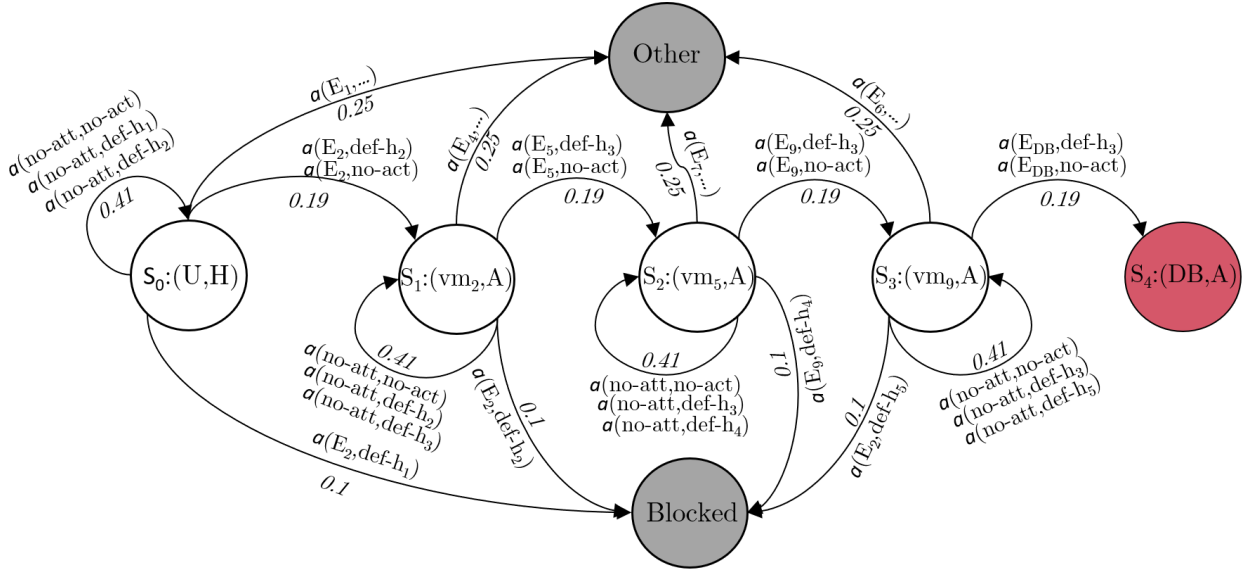 Other
a(E₁,...)
0.25
a(E₄,...)
0.25
a(E₇,...)
0.25
a(E₆,...)
0.25
a(no-att,no-act)
a(no-att,def-h₁)
a(no-att,def-h₂)
0.41
a(E₂,def-h₂)
a(E₂,no-act)
0.19
a(E₅,def-h₃)
a(E₅,no-act)
0.19
a(E₉,def-h₃)
a(E₉,no-act)
0.19
a(E_DB,def-h₃)
a(E_DB,no-act)
0.19
S₀:(U,H)
S₁:(vm₂,A)
S₂:(vm₅,A)
S₃:(vm₉,A)
S₄:(DB,A)
0.41
a(no-att,no-act)
a(no-att,def-h₂)
a(no-att,def-h₃)
0.41
a(no-att,no-act)
a(no-att,def-h₃)
a(no-att,def-h₄)
0.41
a(no-att,no-act)
a(no-att,def-h₃)
a(no-att,def-h₅)
a(E₂,def-h₁)
0.1
a(E₂,def-h₂)
0.1
a(E₉,def-h₄)
0.1
0.1
a(E₂,def-h₅)
Blocked